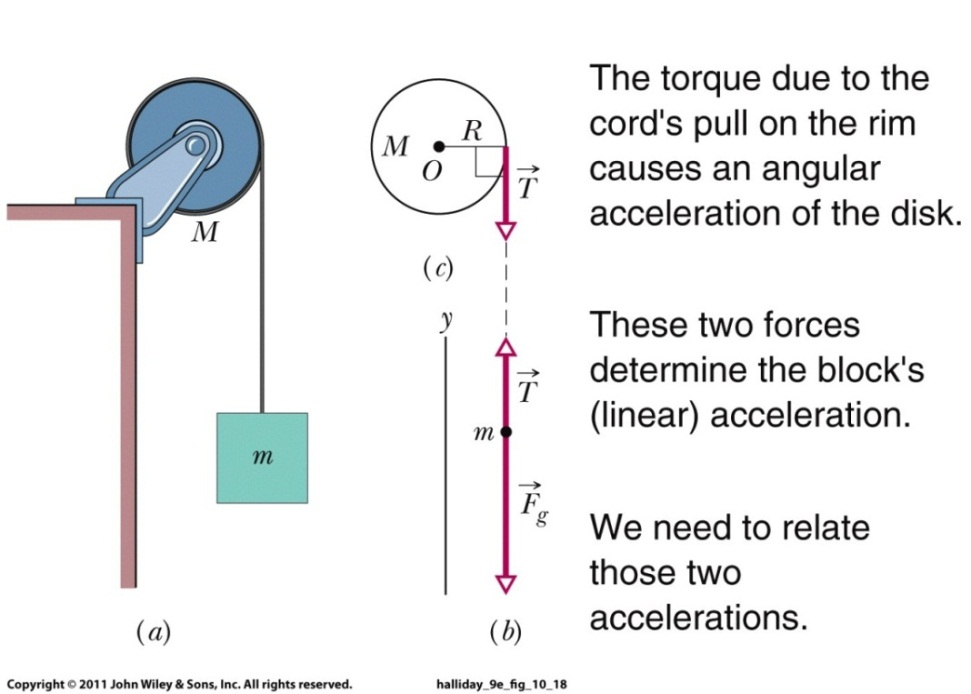 The torque due to the
cord's pull on the rim
causes an angular
acceleration of the disk.
M
R
O
T
M
(c)
y
These two forces
determine the block's
(linear) acceleration.
T
m
m
F_g
We need to relate
those two
accelerations.
(a)
(b)
Copyright © 2011 John Wiley & Sons, Inc. All rights reserved.
halliday_9e_fig_10_18